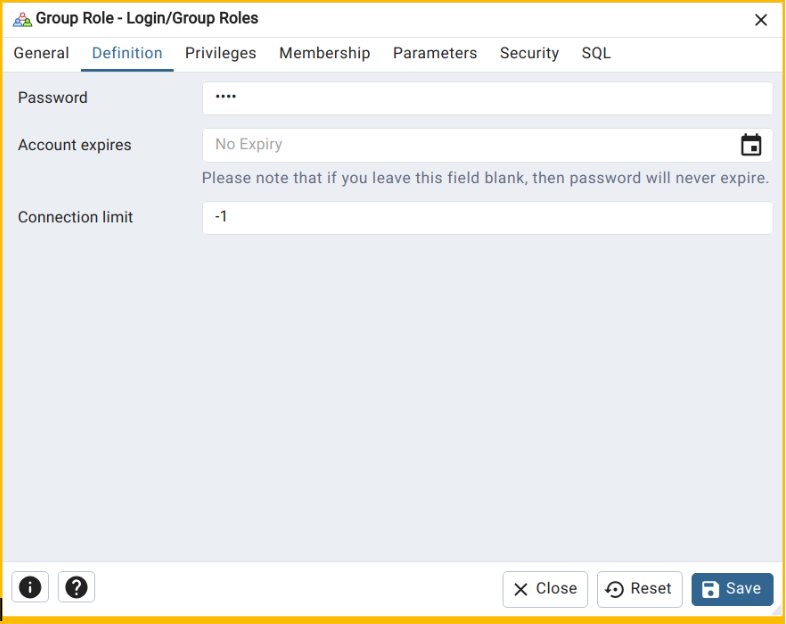 Group Role - Login/Group Roles
General Definition Privileges Membership Parameters Security SQL
Password ••••
Account expires No Expiry
Please note that if you leave this field blank, then password will never expire.
Connection limit -1
Close Reset Save